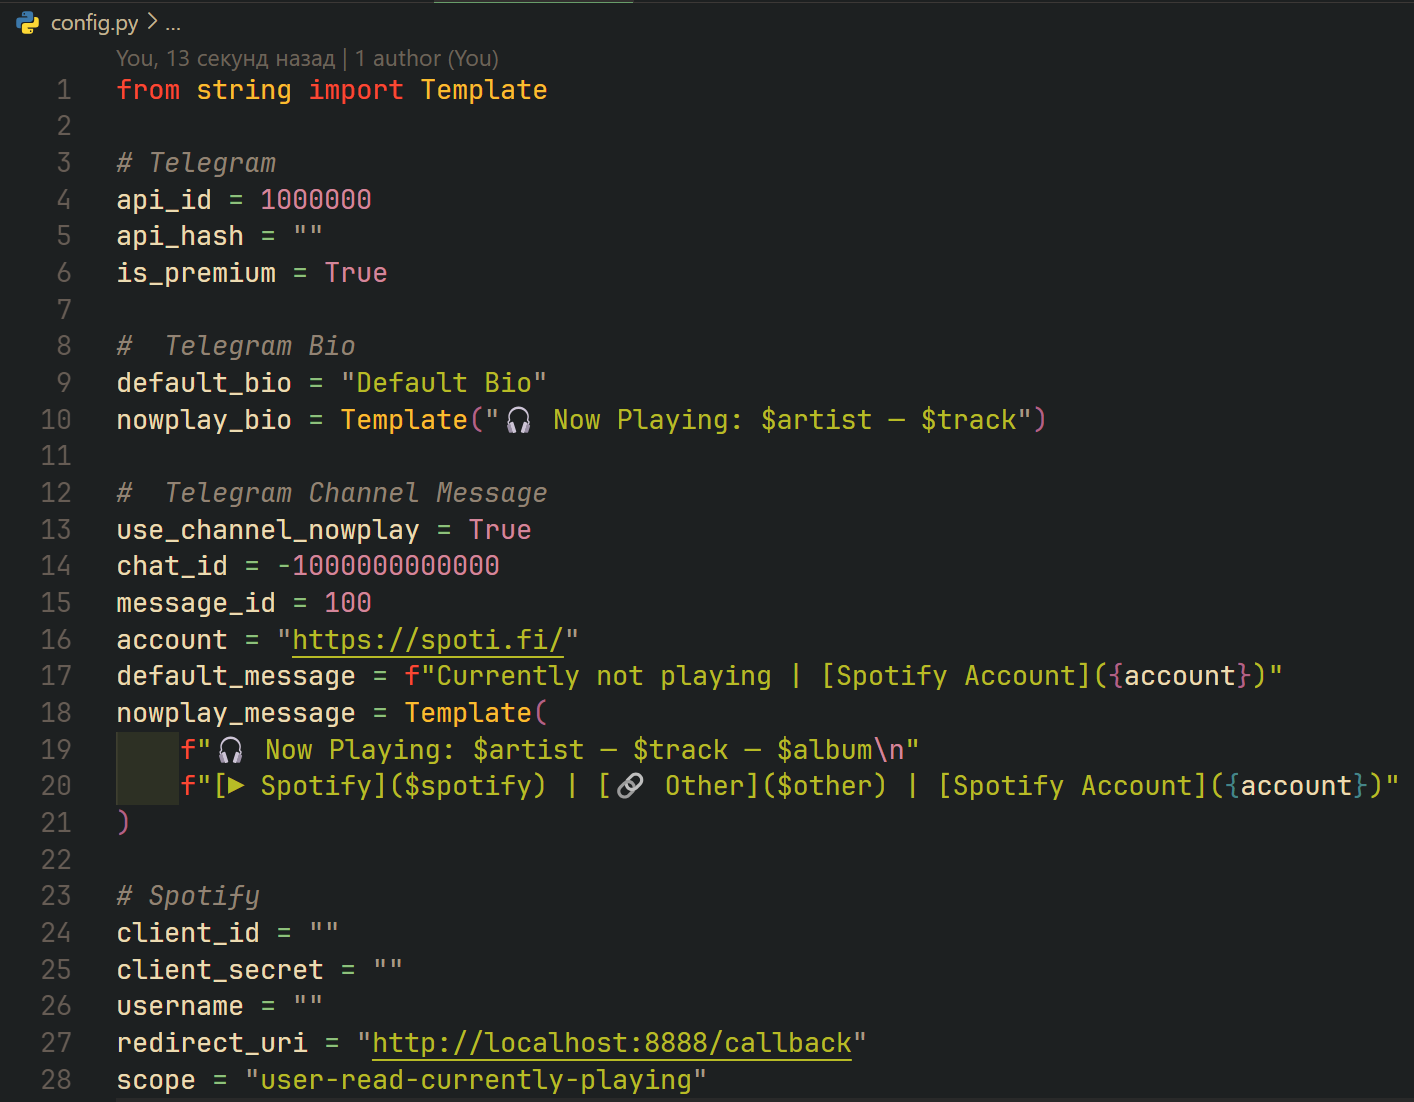 config.py > ...
You, 13 секунд назад | 1 author (You)
1 from string import Template
2
3 # Telegram
4 api_id = 1000000
5 api_hash = ""
6 is_premium = True
7
8 #  Telegram Bio
9 default_bio = "Default Bio"
10 nowplay_bio = Template("🎧 Now Playing: $artist — $track")
11
12 #  Telegram Channel Message
13 use_channel_nowplay = True
14 chat_id = -1000000000000
15 message_id = 100
16 account = "https://spoti.fi/"
17 default_message = f"Currently not playing | [Spotify Account]({account})"
18 nowplay_message = Template(
19     f"🎧 Now Playing: $artist — $track — $album\n"
20     f"[▶ Spotify]($spotify) | [🔗 Other]($other) | [Spotify Account]({account})"
21 )
22
23 # Spotify
24 client_id = ""
25 client_secret = ""
26 username = ""
27 redirect_uri = "http://localhost:8888/callback"
28 scope = "user-read-currently-playing"